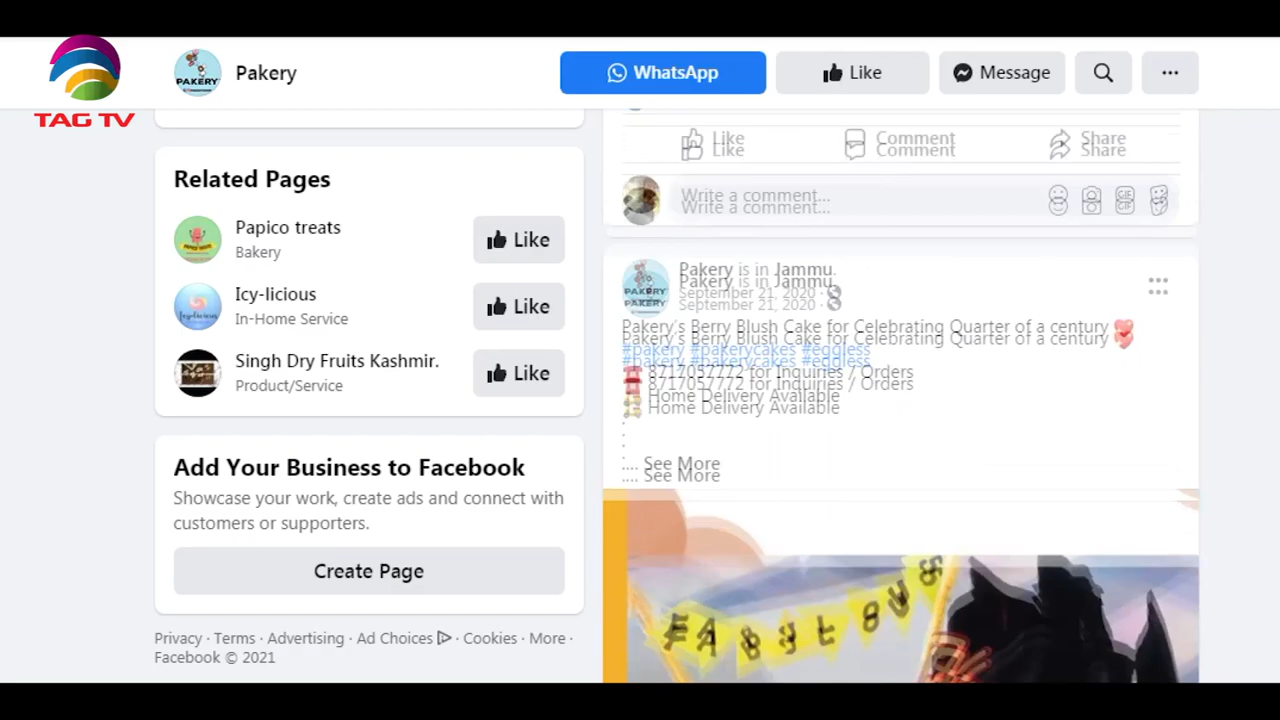 TAG TV
PAKERY
Pakery
WhatsApp
Like
Message
Related Pages
Papico treats
Bakery
Like
Icy-licious
In-Home Service
Like
Singh Dry Fruits Kashmir.
Product/Service
Like
Add Your Business to Facebook
Showcase your work, create ads and connect with
customers or supporters.
Create Page
Privacy · Terms · Advertising · Ad Choices · Cookies · More ·
Facebook © 2021
Like
Comment
Share
Write a comment...
GIF
PAKERY
Pakery is in Jammu.
September 21, 2020 ·
Pakery's Berry Blush Cake for Celebrating Quarter of a century
#pakery #pakerycakes #eggless
8717057772 for Inquiries / Orders
Home Delivery Available
.
.
.... See More
FABULOUS